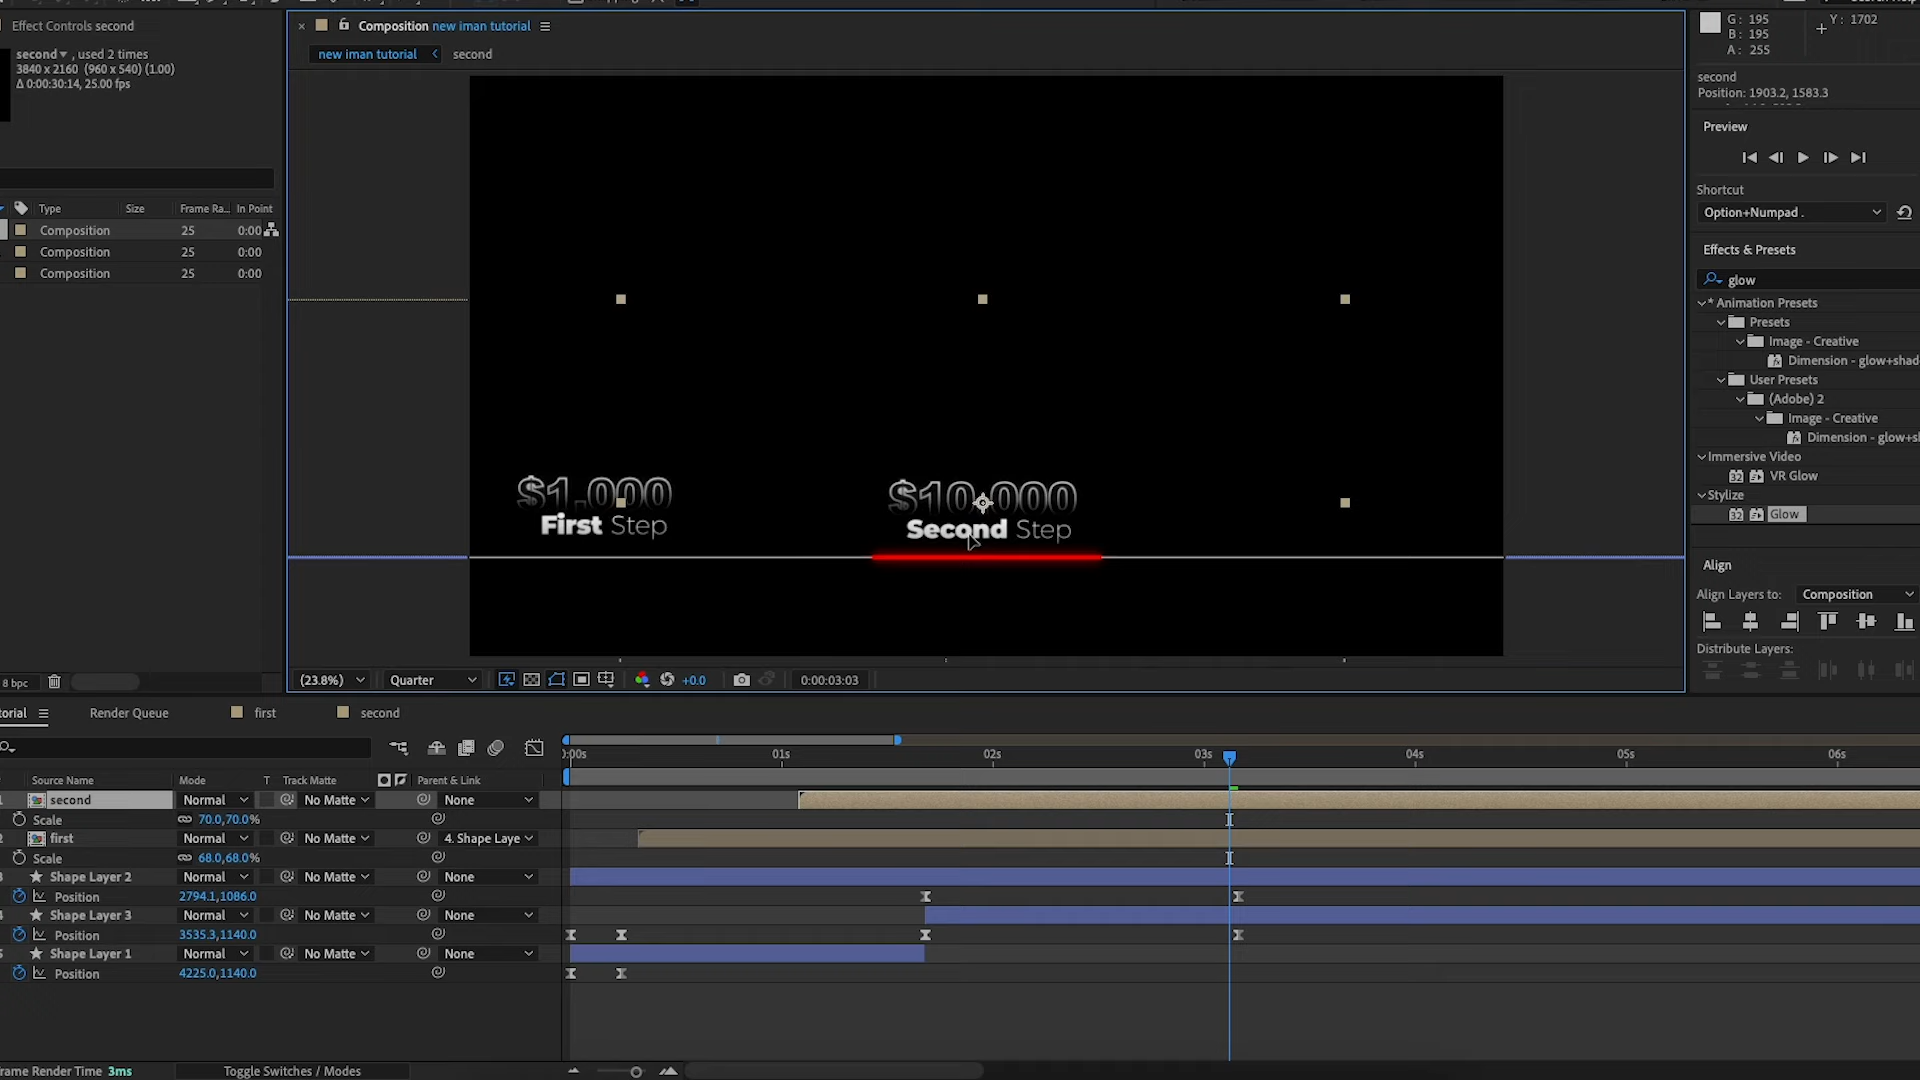 Effect Controls second
second , used 2 times
3840 x 2160 (960 x 540) (1.00)
Δ 0:00:30:14, 25.00 fps
Type Size Frame Ra... In Point
Composition 25 0:00
Composition 25 0:00
Composition 25 0:00
8 bpc
Composition new iman tutorial
new iman tutorial second
$1.000
First Step
$10.000
Second Step
(23.8%) Quarter +0.0 0:00:03:03
G: 195
B: 195
A: 255
Y: 1702
second
Position: 1903.2, 1583.3
Preview
Shortcut
Option+Numpad .
Effects & Presets
glow
* Animation Presets
Presets
Image - Creative
Dimension - glow+shad
User Presets
(Adobe) 2
Image - Creative
Dimension - glow+s
Immersive Video
32 VR Glow
Stylize
32 Glow
Align
Align Layers to: Composition
Distribute Layers:
torial Render Queue first second
):00s 01s 02s 03s 04s 05s 06s
Source Name Mode T Track Matte Parent & Link
1 second Normal No Matte None
Scale 70.0,70.0%
2 first Normal No Matte 4. Shape Laye
Scale 68.0,68.0%
3 Shape Layer 2 Normal No Matte None
Position 2794.1,1086.0
4 Shape Layer 3 Normal No Matte None
Position 3535.3,1140.0
5 Shape Layer 1 Normal No Matte None
Position 4225.0,1140.0
rame Render Time 3ms Toggle Switches / Modes